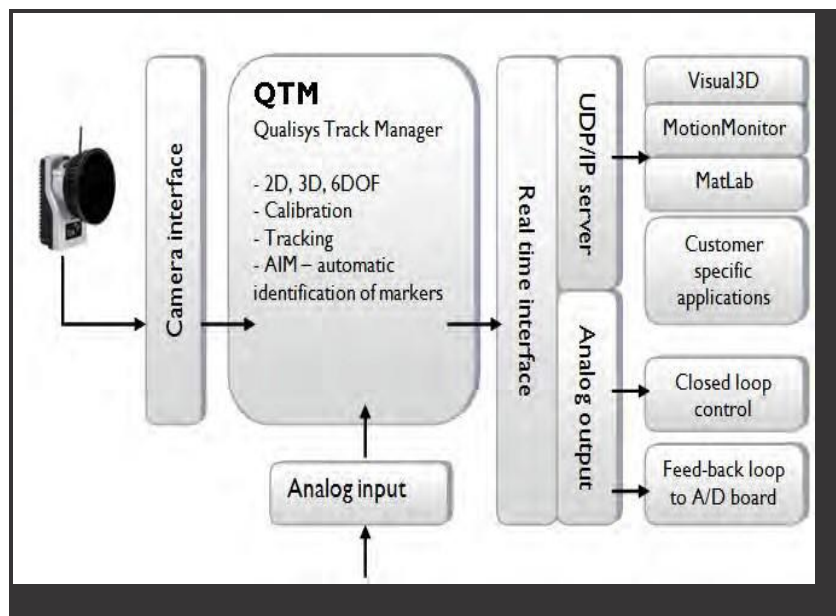 Camera interface
QTM
Qualisys Track Manager
- 2D, 3D, 6DOF
- Calibration
- Tracking
- AIM – automatic
identification of markers
Analog input
Real time interface
UDP/IP server
Analog output
Visual3D
MotionMonitor
MatLab
Customer
specific
applications
Closed loop
control
Feed-back loop
to A/D board